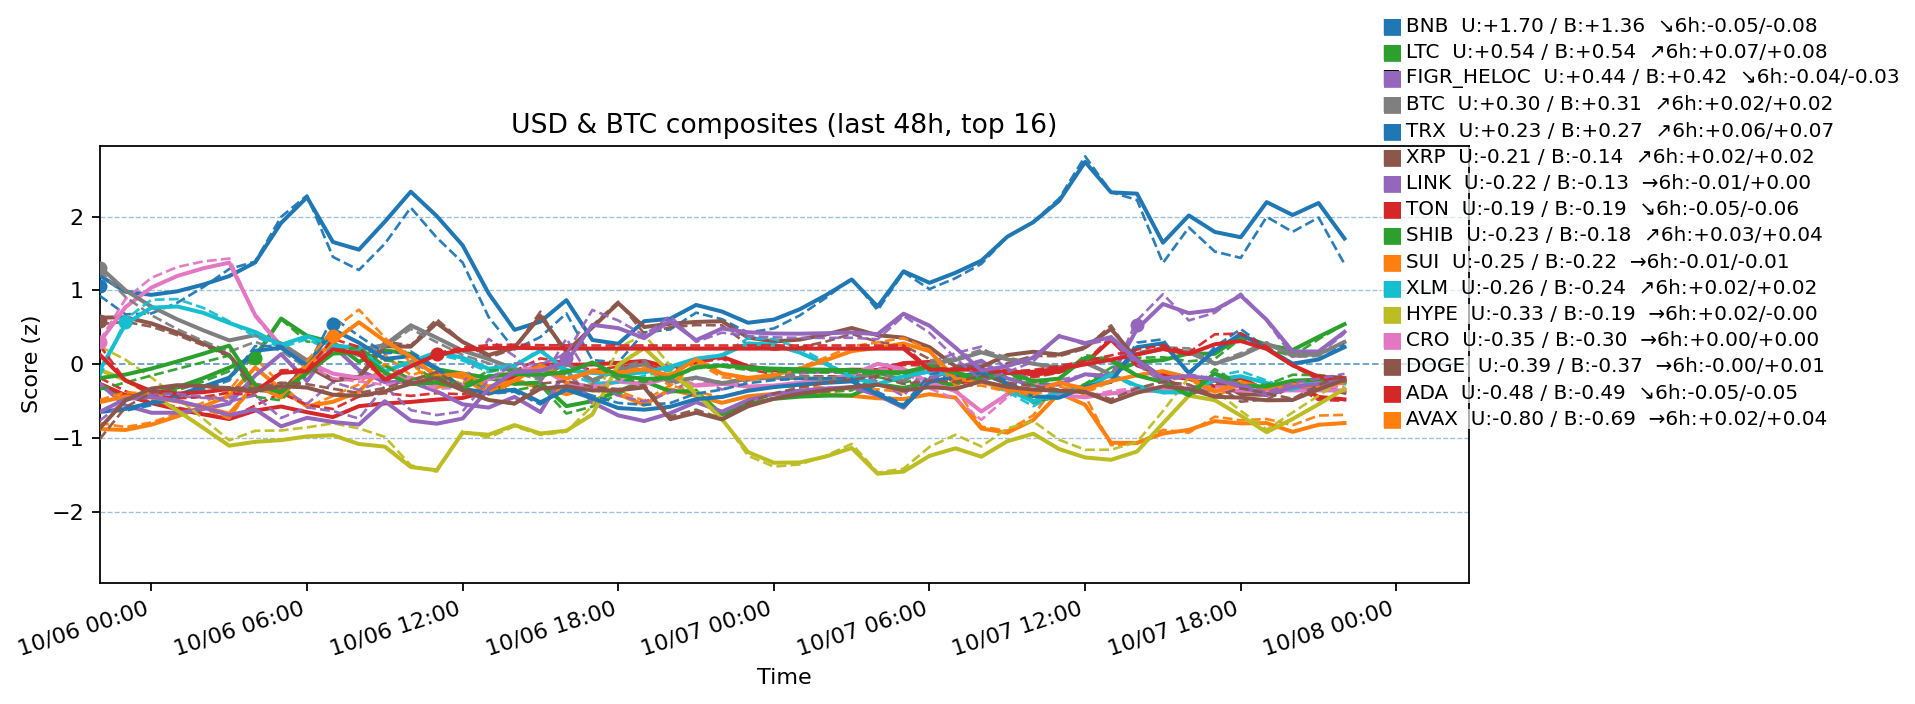 BNB  U:+1.70 / B:+1.36  ↘6h:-0.05/-0.08
LTC  U:+0.54 / B:+0.54  ↗6h:+0.07/+0.08
FIGR_HELOC  U:+0.44 / B:+0.42  ↘6h:-0.04/-0.03
BTC  U:+0.30 / B:+0.31  ↗6h:+0.02/+0.02
TRX  U:+0.23 / B:+0.27  ↗6h:+0.06/+0.07
XRP  U:-0.21 / B:-0.14  ↗6h:+0.02/+0.02
LINK  U:-0.22 / B:-0.13  →6h:-0.01/+0.00
TON  U:-0.19 / B:-0.19  ↘6h:-0.05/-0.06
SHIB  U:-0.23 / B:-0.18  ↗6h:+0.03/+0.04
SUI  U:-0.25 / B:-0.22  →6h:-0.01/-0.01
XLM  U:-0.26 / B:-0.24  ↗6h:+0.02/+0.02
HYPE  U:-0.33 / B:-0.19  →6h:+0.02/-0.00
CRO  U:-0.35 / B:-0.30  →6h:+0.00/+0.00
DOGE  U:-0.39 / B:-0.37  →6h:-0.00/+0.01
ADA  U:-0.48 / B:-0.49  ↘6h:-0.05/-0.05
AVAX  U:-0.80 / B:-0.69  →6h:+0.02/+0.04
USD & BTC composites (last 48h, top 16)
Score (z)
2
1
0
−1
−2
10/06 00:00
10/06 06:00
10/06 12:00
10/06 18:00
10/07 00:00
10/07 06:00
10/07 12:00
10/07 18:00
10/08 00:00
Time